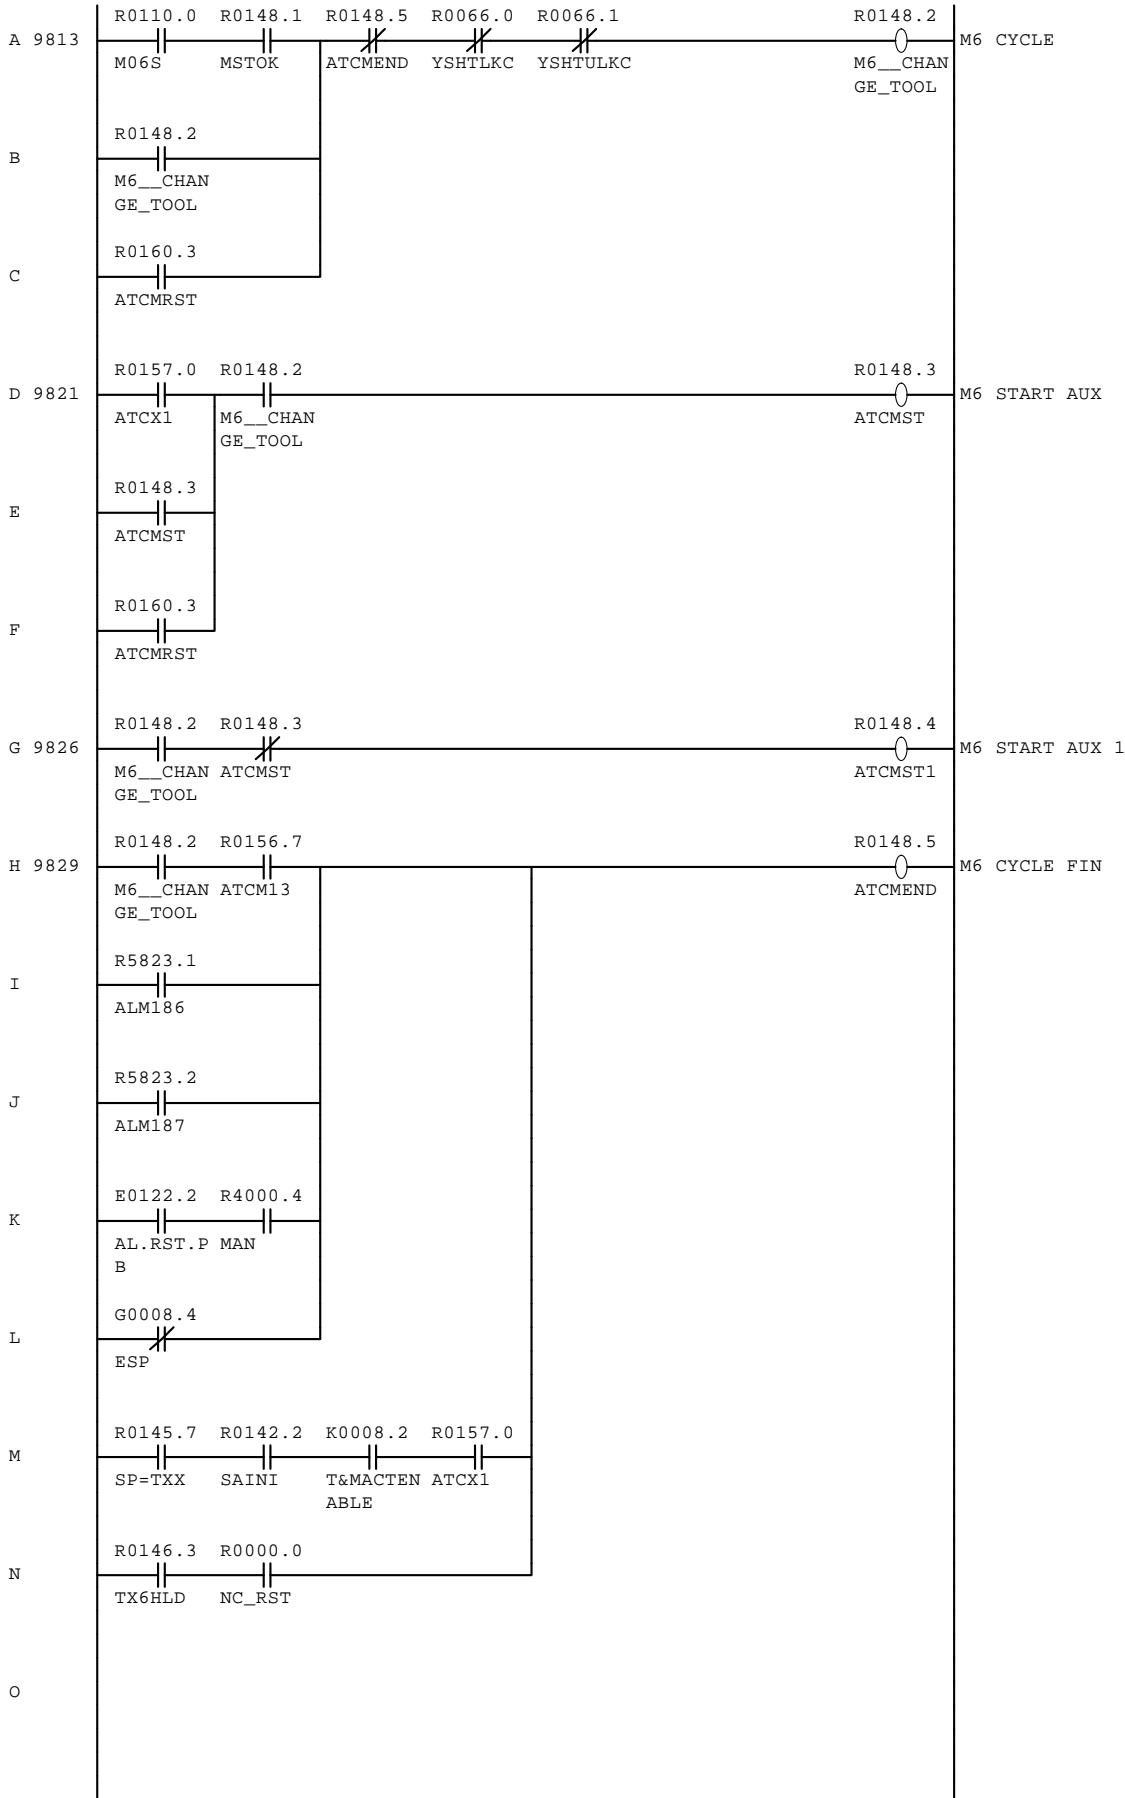 R0110.0 R0148.1 R0148.5 R0066.0 R0066.1 R0148.2
A 9813 M6 CYCLE
M06S MSTOK ATCMEND YSHTLKC YSHTULKC M6__CHAN
GE_TOOL
R0148.2
B
M6__CHAN
GE_TOOL
R0160.3
C
ATCMRST
R0157.0 R0148.2 R0148.3
D 9821 M6 START AUX
ATCX1 M6__CHAN ATCMST
GE_TOOL
R0148.3
E
ATCMST
R0160.3
F
ATCMRST
R0148.2 R0148.3 R0148.4
G 9826 M6 START AUX 1
M6__CHAN ATCMST ATCMST1
GE_TOOL
R0148.2 R0156.7 R0148.5
H 9829 M6 CYCLE FIN
M6__CHAN ATCM13 ATCMEND
GE_TOOL
R5823.1
I
ALM186
R5823.2
J
ALM187
E0122.2 R4000.4
K
AL.RST.P MAN
B
G0008.4
L
ESP
R0145.7 R0142.2 K0008.2 R0157.0
M
SP=TXX SAINI T&MACTEN ATCX1
ABLE
R0146.3 R0000.0
N
TX6HLD NC_RST
O